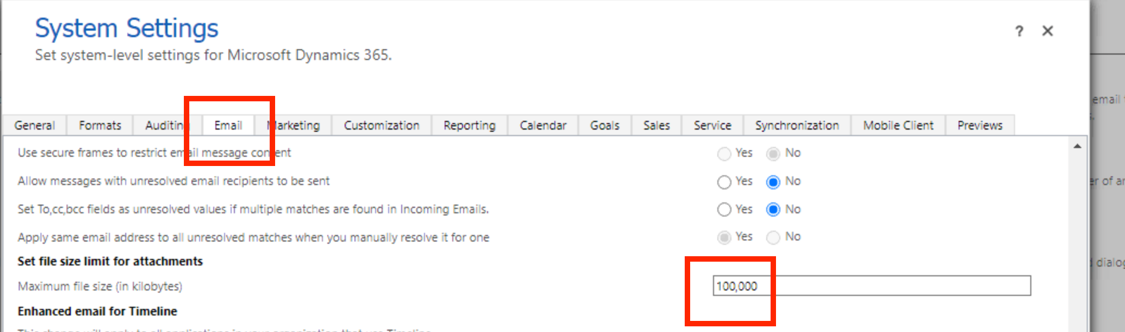 System Settings
? ✕
Set system-level settings for Microsoft Dynamics 365.
email
General Formats Auditing Email Marketing Customization Reporting Calendar Goals Sales Service Synchronization Mobile Client Previews
Use secure frames to restrict email message content Yes No
Allow messages with unresolved email recipients to be sent Yes No
Set To,cc,bcc fields as unresolved values if multiple matches are found in Incoming Emails. Yes No
Apply same email address to all unresolved matches when you manually resolve it for one Yes No
Set file size limit for attachments
Maximum file size (in kilobytes) 100,000
Enhanced email for Timeline